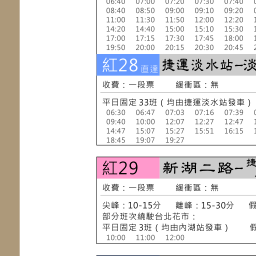 06:40 07:00 07:20 07:30 07:40
08:40 08:50 09:00 09:10 09:20
11:00 11:30 11:50 12:00 12:20
14:20 14:40 15:00 15:10 15:30
17:00 17:15 17:30 17:45 18:00
19:50 20:00 20:15 20:30 20:45
紅28 直達 捷運淡水站-淡
收費：一段票 緩衝區：無
平日固定 33班（均由捷運淡水站發車）
06:30 06:47 07:03 07:16 07:39
09:40 10:00 12:07 12:27 12:47
14:47 15:07 15:27 15:51 16:15
18:45 19:07 19:27
紅29 新湖二路-捷
收費：一段票 緩衝區：無
尖峰：10-15分 離峰：15-30分
部分班次繞駛台北花市：
平日固定 3班（均由內湖站發車）
10:00 11:00 12:00